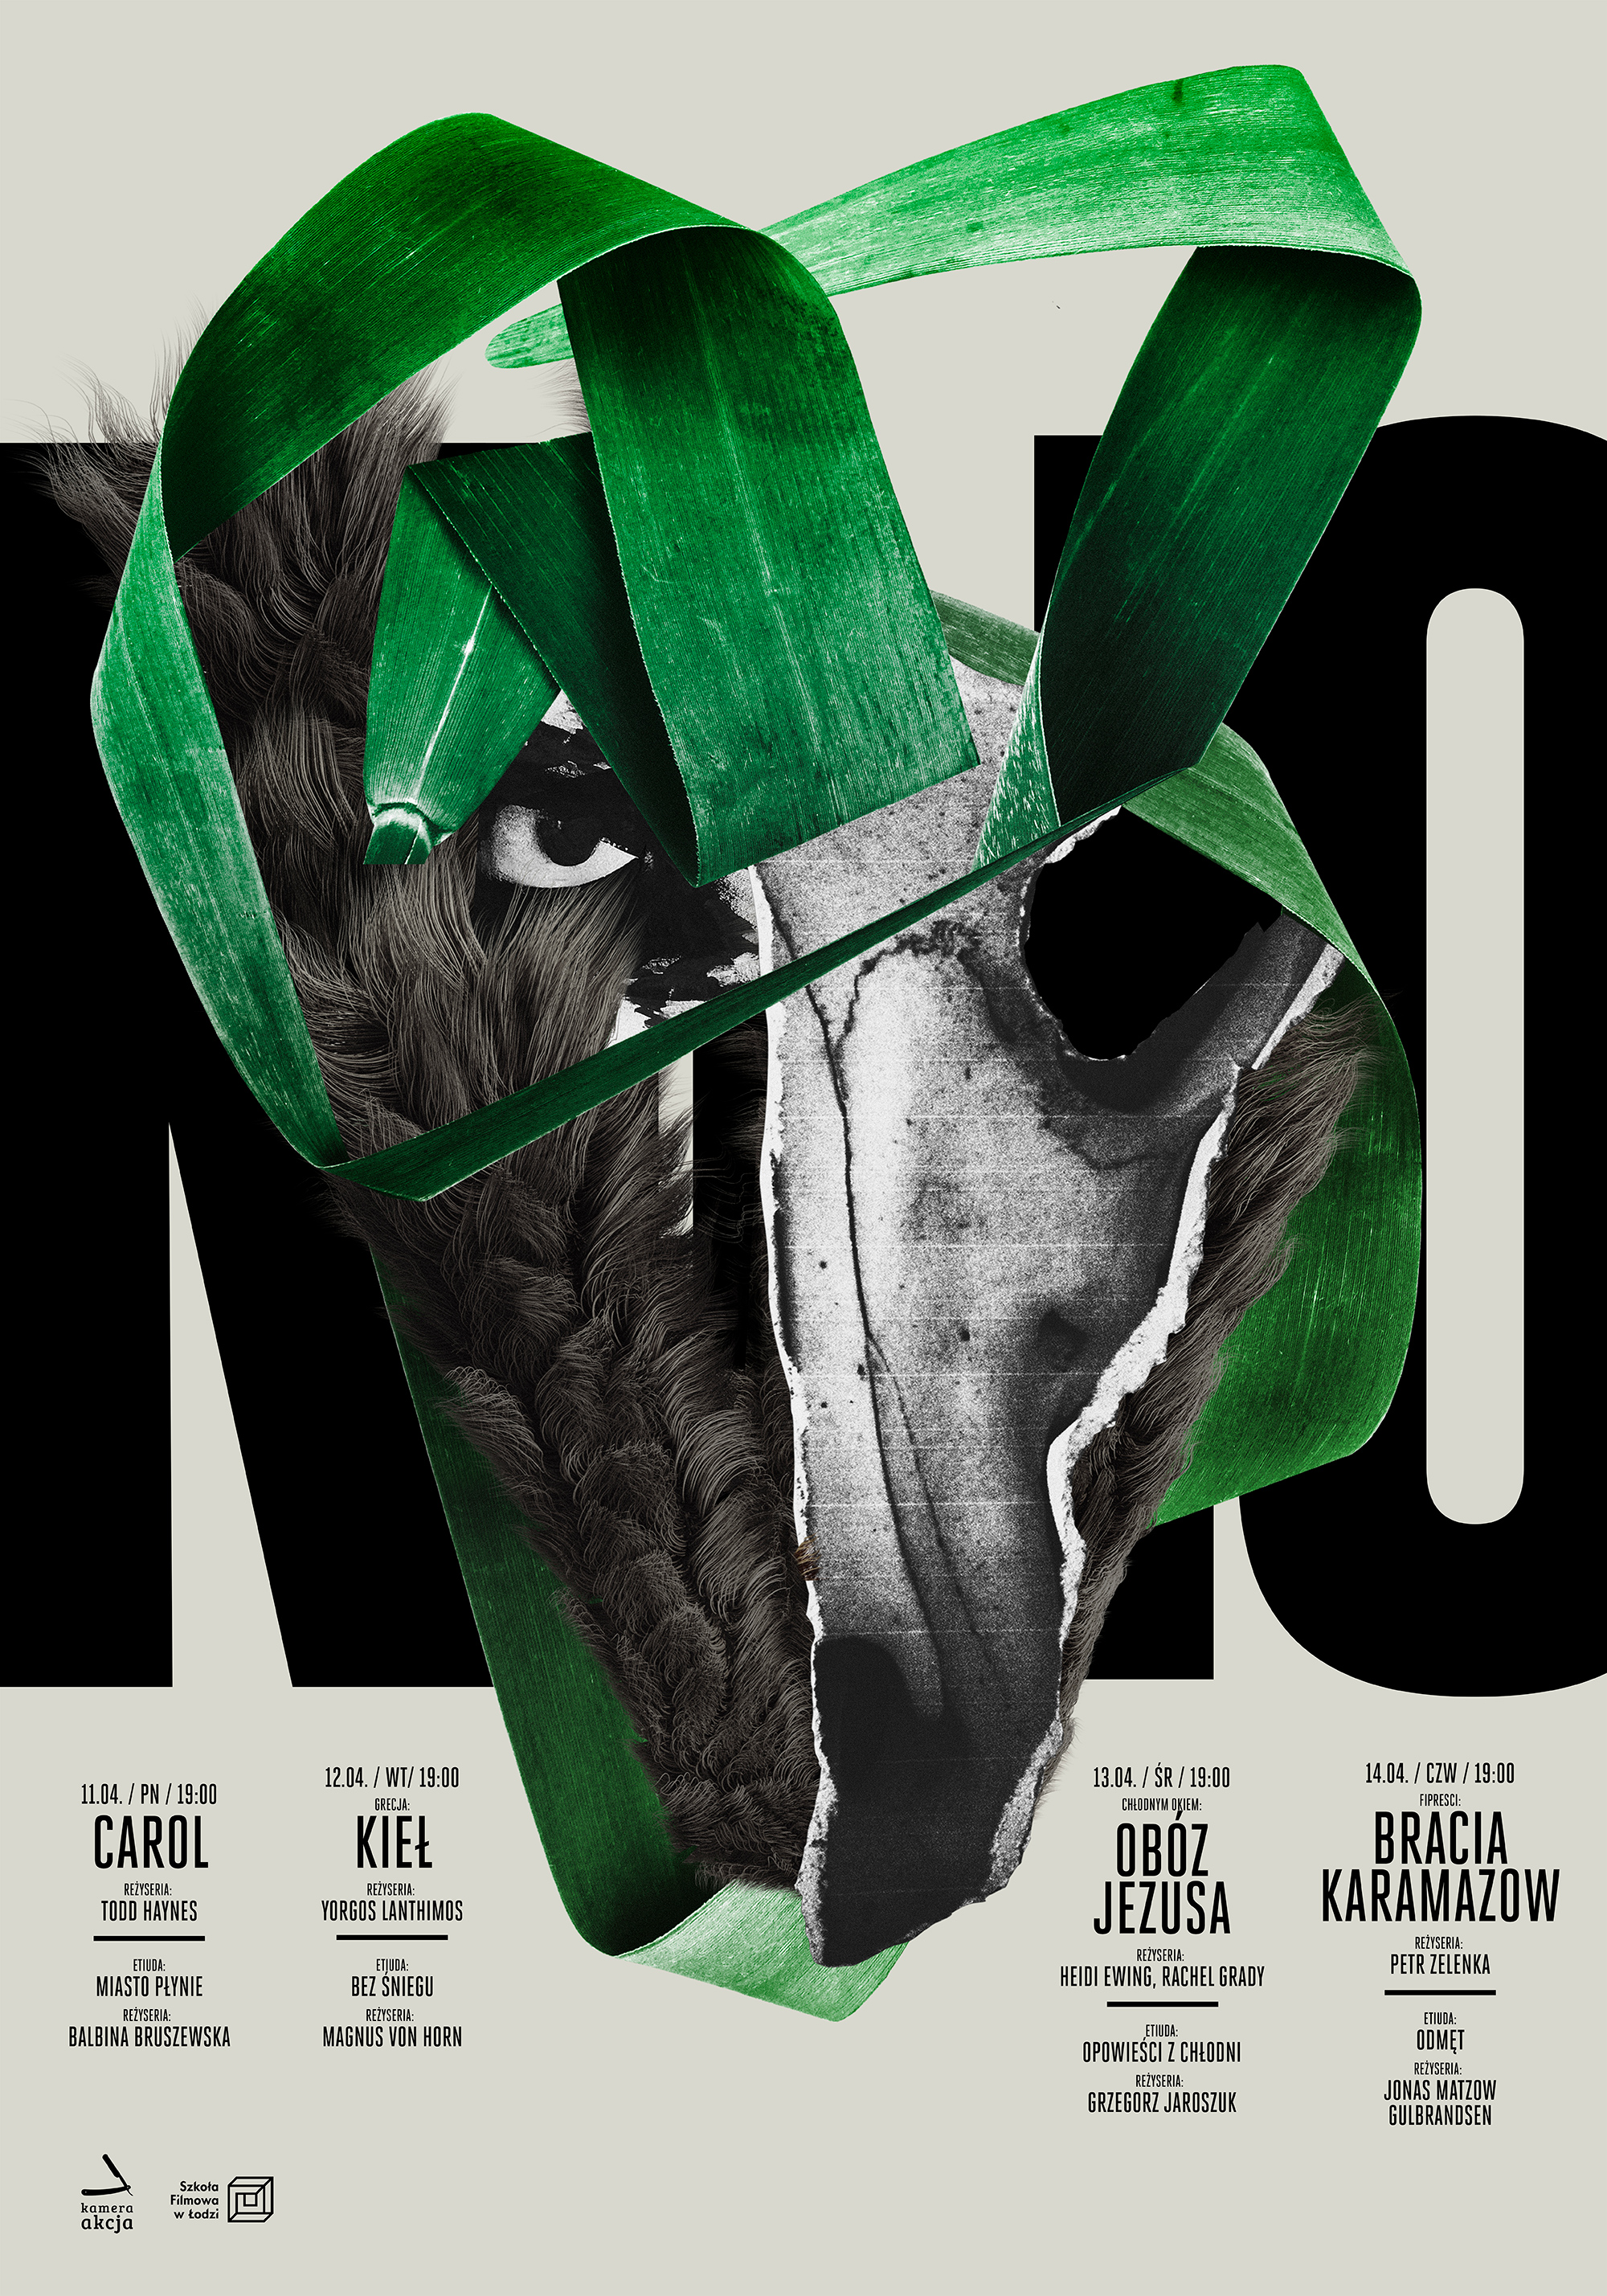 11.04. / PN / 19:00
CAROL
REŻYSERIA:
TODD HAYNES
ETIUDA:
MIASTO PŁYNIE
REŻYSERIA:
BALBINA BRUSZEWSKA
12.04. / WT/ 19:00
GRECJA:
KIEŁ
REŻYSERIA:
YORGOS LANTHIMOS
ETIUDA:
BEZ ŚNIEGU
REŻYSERIA:
MAGNUS VON HORN
13.04. / ŚR / 19:00
CHŁODNYM OKIEM:
OBÓZ
JEZUSA
REŻYSERIA:
HEIDI EWING, RACHEL GRADY
ETIUDA:
OPOWIEŚCI Z CHŁODNI
REŻYSERIA:
GRZEGORZ JAROSZUK
14.04. / CZW / 19:00
FIPRESCI:
BRACIA
KARAMAZOW
REŻYSERIA:
PETR ZELENKA
ETIUDA:
ODMĘT
REŻYSERIA:
JONAS MATZOW
GULBRANDSEN
kamera
akcja
Szkoła
Filmowa
w Łodzi